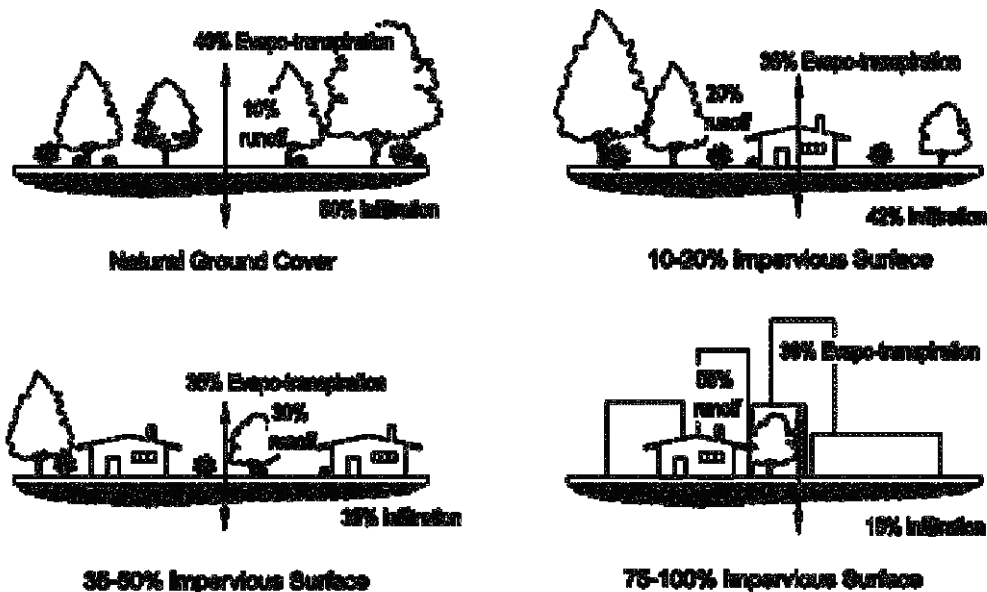 40% Evapo-transpiration
10%
runoff
50% Infiltration
Natural Ground Cover
38% Evapo-transpiration
20%
runoff
42% Infiltration
10-20% Impervious Surface
35% Evapo-transpiration
30%
runoff
35% Infiltration
35-50% Impervious Surface
30% Evapo-transpiration
55%
runoff
15% Infiltration
75-100% Impervious Surface